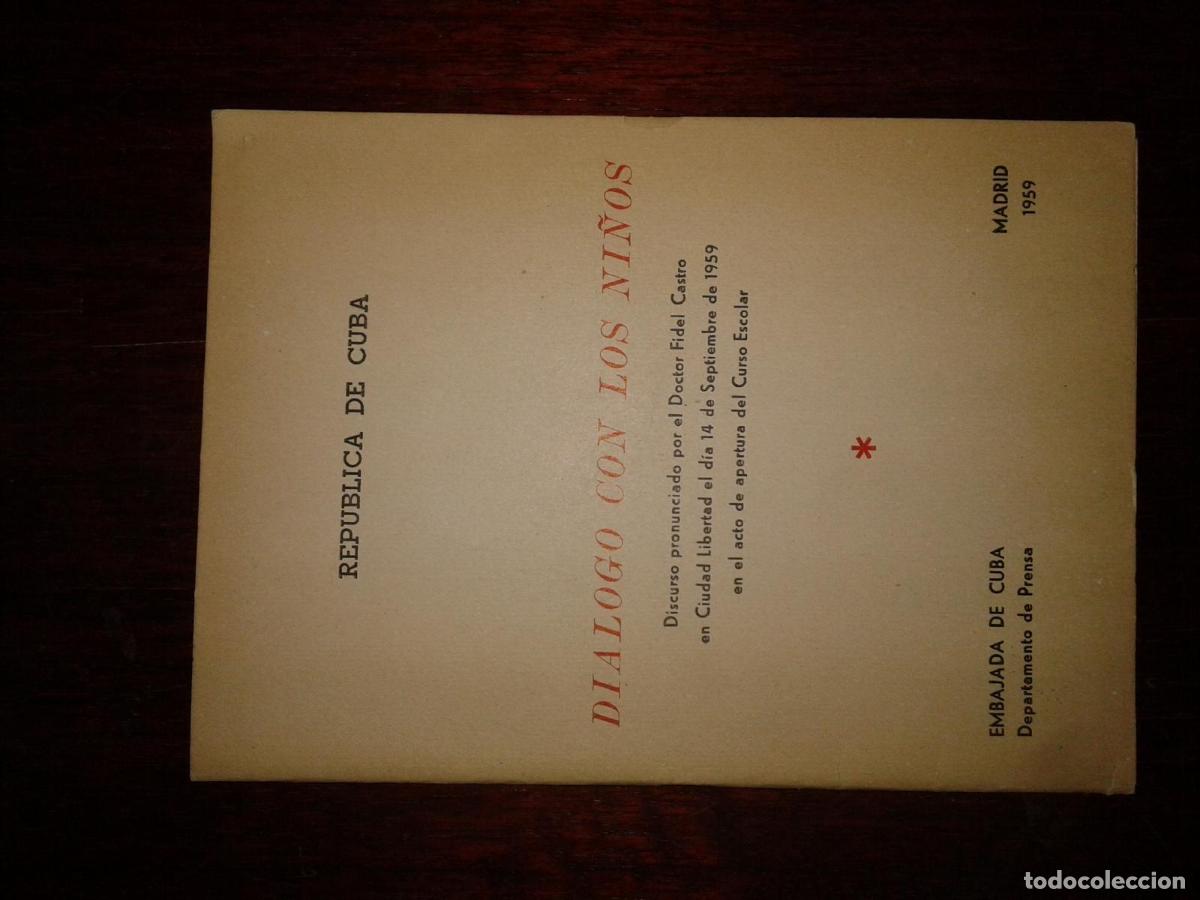 REPUBLICA DE CUBA
DIALOGO CON LOS NIÑOS
Discurso pronunciado por el Doctor Fidel Castro
en Ciudad Libertad el día 14 de Septiembre de 1959
en el acto de apertura del Curso Escolar
*
EMBAJADA DE CUBA
Departamento de Prensa
MADRID
1959
todocoleccion